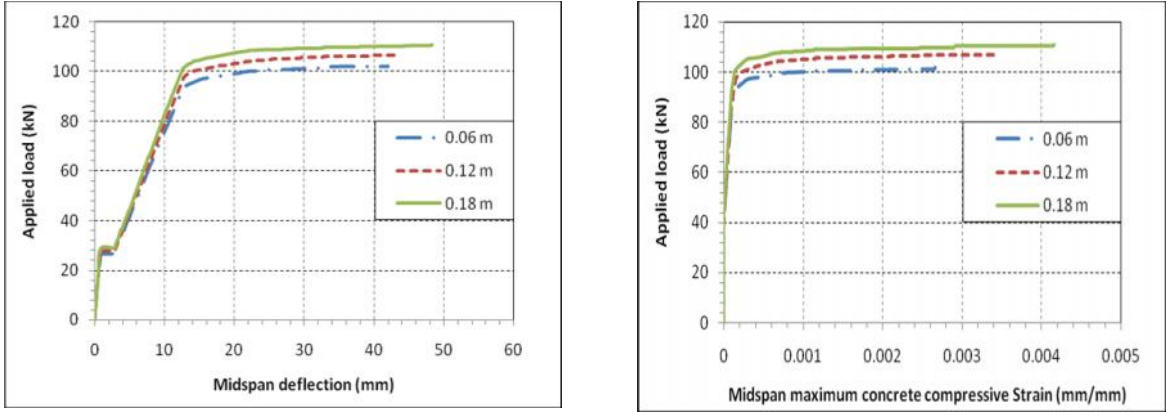 120
100
80
60
40
20
0
Applied load (kN)
0 10 20 30 40 50 60
Midspan deflection (mm)
0.06 m
0.12 m
0.18 m
120
100
80
60
40
20
0
Applied load (kN)
0 0.001 0.002 0.003 0.004 0.005
Midspan maximum concrete compressive Strain (mm/mm)
0.06 m
0.12 m
0.18 m